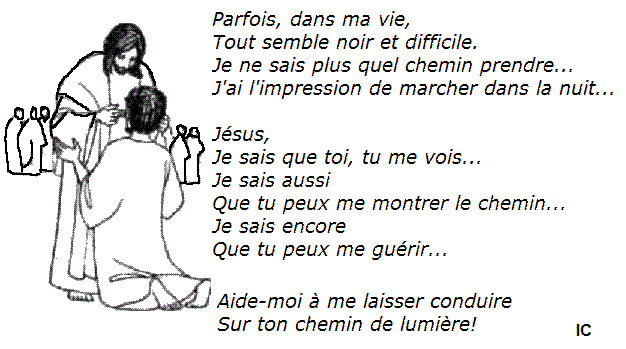 Parfois, dans ma vie,
Tout semble noir et difficile.
Je ne sais plus quel chemin prendre...
J'ai l'impression de marcher dans la nuit...
Jésus,
Je sais que toi, tu me vois...
Je sais aussi
Que tu peux me montrer le chemin...
Je sais encore
Que tu peux me guérir...
Aide-moi à me laisser conduire
Sur ton chemin de lumière!
IC